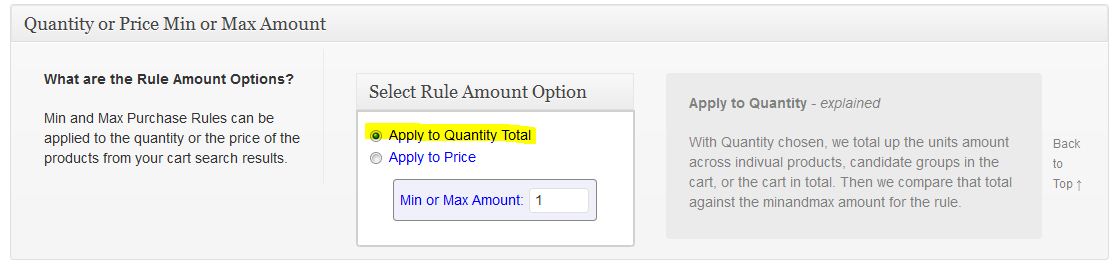 Quantity or Price Min or Max Amount
What are the Rule Amount Options?
Min and Max Purchase Rules can be
applied to the quantity or the price of the
products from your cart search results.
Select Rule Amount Option
Apply to Quantity Total
Apply to Price
Min or Max Amount: 1
Apply to Quantity - explained
With Quantity chosen, we total up the units amount
across indivual products, candidate groups in the
cart, or the cart in total. Then we compare that total
against the minandmax amount for the rule.
Back
to
Top ↑